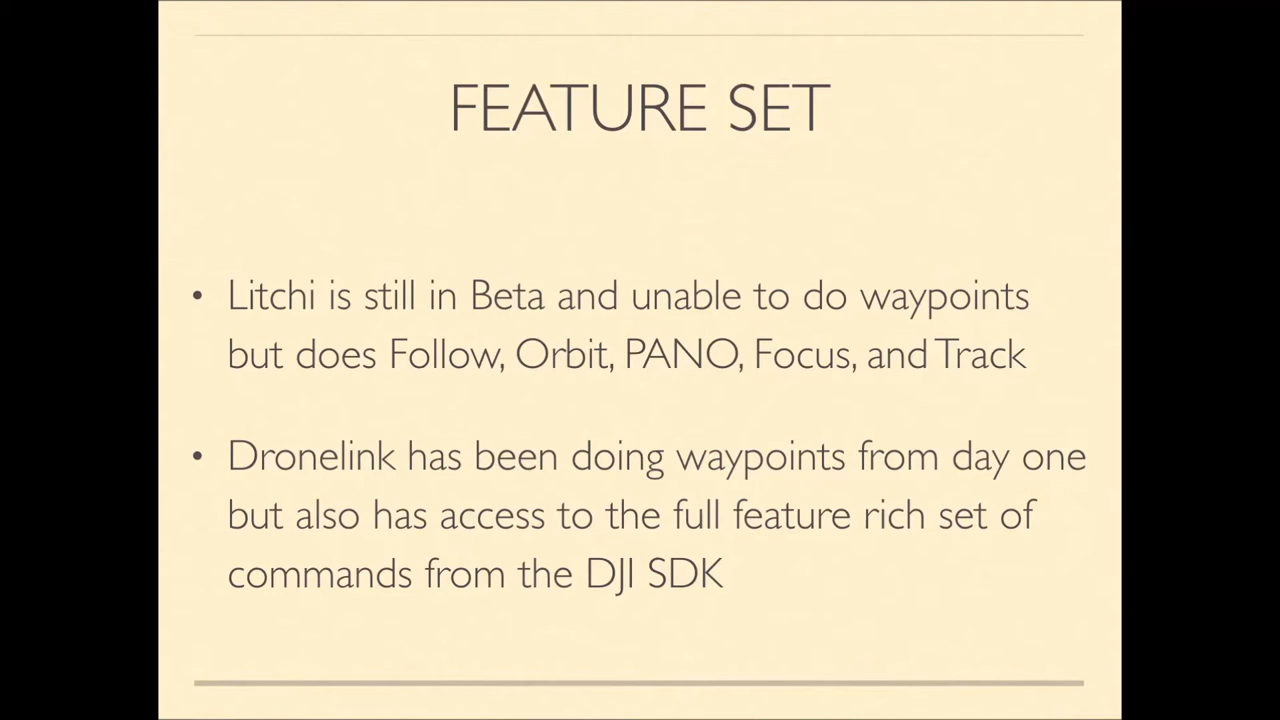 FEATURE SET
• Litchi is still in Beta and unable to do waypoints
but does Follow, Orbit, PANO, Focus, and Track
• Dronelink has been doing waypoints from day one
but also has access to the full feature rich set of
commands from the DJI SDK